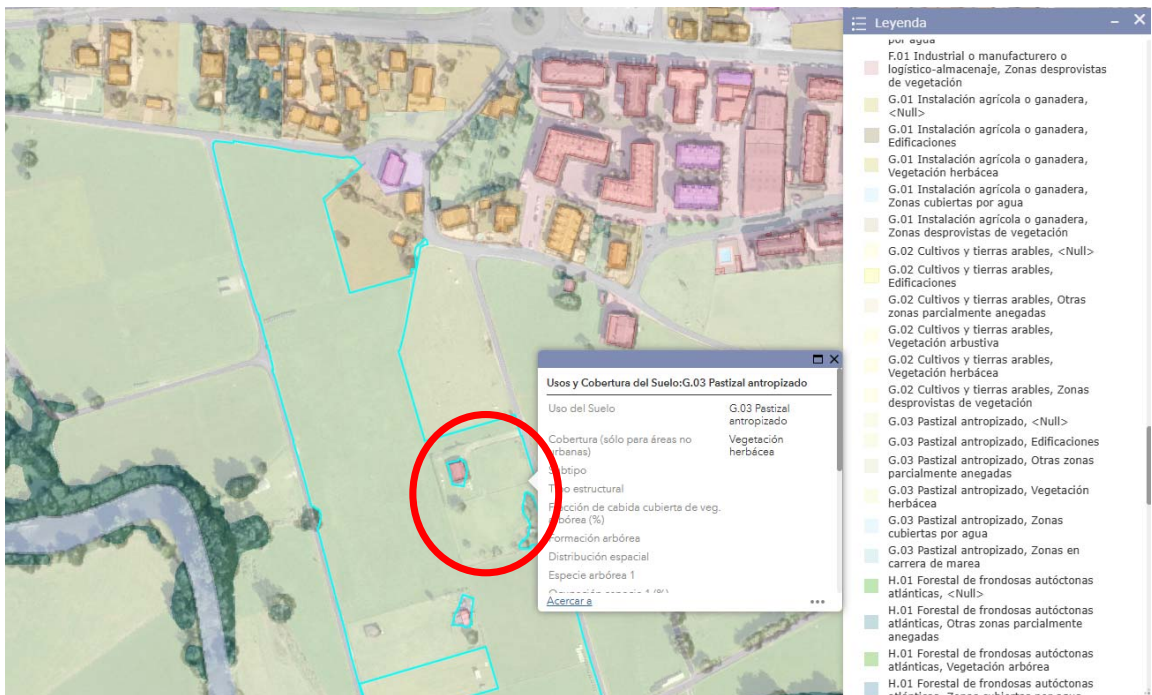 Leyenda
por agua
F.01 Industrial o manufacturero o
logístico-almacenaje, Zonas desprovistas
de vegetación
G.01 Instalación agrícola o ganadera,
<Null>
G.01 Instalación agrícola o ganadera,
Edificaciones
G.01 Instalación agrícola o ganadera,
Vegetación herbácea
G.01 Instalación agrícola o ganadera,
Zonas cubiertas por agua
G.01 Instalación agrícola o ganadera,
Zonas desprovistas de vegetación
G.02 Cultivos y tierras arables, <Null>
G.02 Cultivos y tierras arables,
Edificaciones
G.02 Cultivos y tierras arables, Otras
zonas parcialmente anegadas
G.02 Cultivos y tierras arables,
Vegetación arbustiva
G.02 Cultivos y tierras arables,
Vegetación herbácea
G.02 Cultivos y tierras arables, Zonas
desprovistas de vegetación
G.03 Pastizal antropizado, <Null>
G.03 Pastizal antropizado, Edificaciones
G.03 Pastizal antropizado, Otras zonas
parcialmente anegadas
G.03 Pastizal antropizado, Vegetación
herbácea
G.03 Pastizal antropizado, Zonas
cubiertas por agua
G.03 Pastizal antropizado, Zonas en
carrera de marea
H.01 Forestal de frondosas autóctonas
atlánticas, <Null>
H.01 Forestal de frondosas autóctonas
atlánticas, Otras zonas parcialmente
anegadas
H.01 Forestal de frondosas autóctonas
atlánticas, Vegetación arbórea
H.01 Forestal de frondosas autóctonas
atlánticas, Zonas cubiertas por agua
Usos y Cobertura del Suelo:G.03 Pastizal antropizado
Uso del Suelo G.03 Pastizal
antropizado
Cobertura (sólo para áreas no Vegetación
urbanas) herbácea
Subtipo
Tipo estructural
Fracción de cabida cubierta de veg.
arbórea (%)
Formación arbórea
Distribución espacial
Especie arbórea 1
Ocupación especie 1 (%)
Acercar a